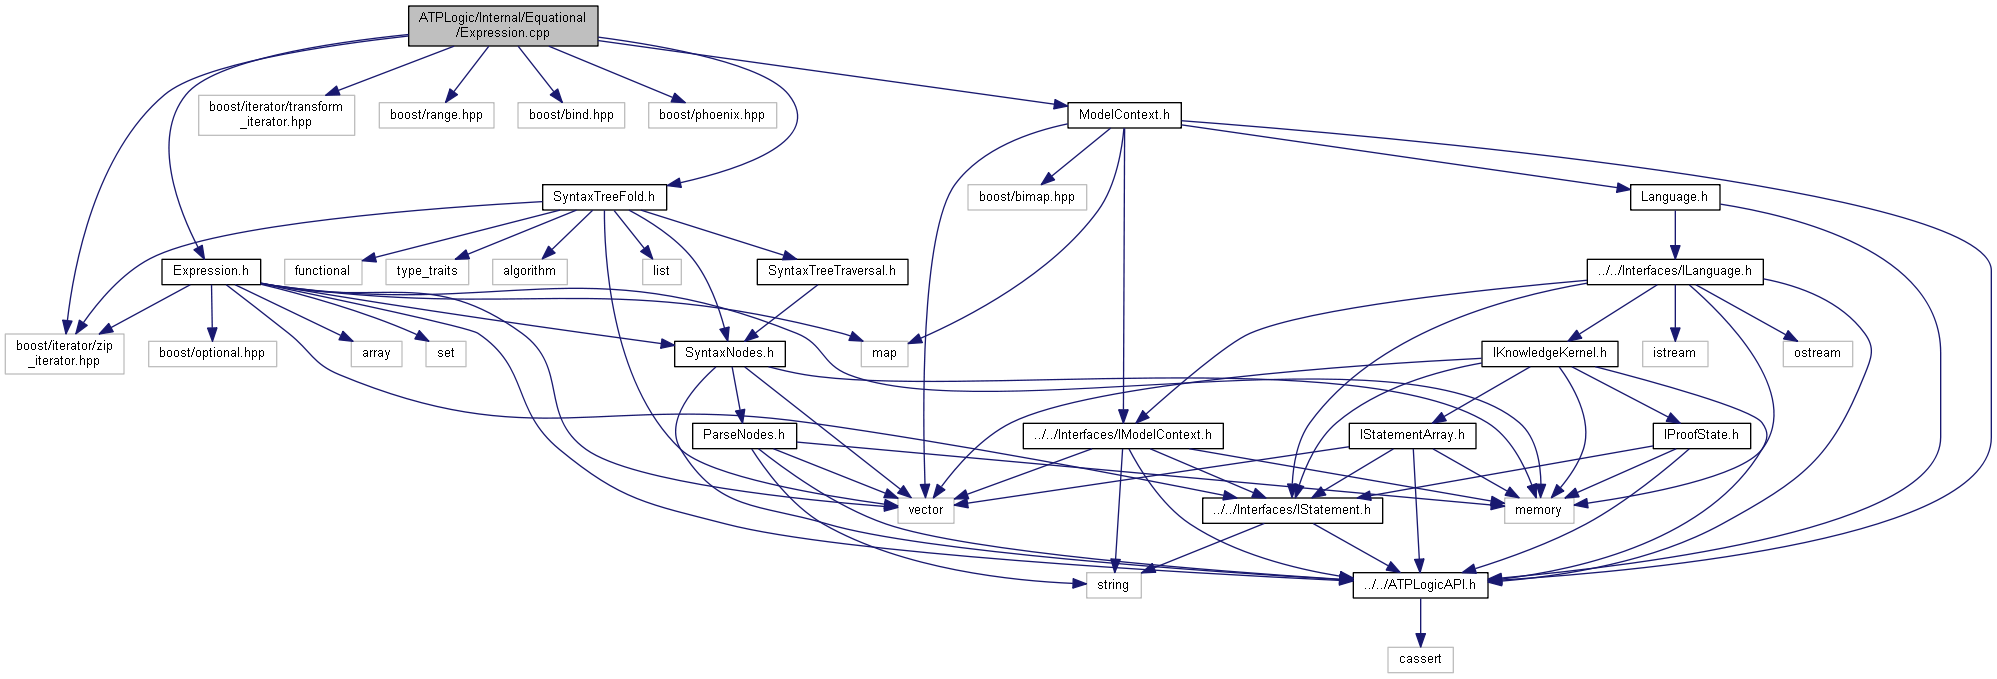 ATPLogic/Internal/Equational
/Expression.cpp
boost/iterator/transform
_iterator.hpp
boost/range.hpp
boost/bind.hpp
boost/phoenix.hpp
ModelContext.h
SyntaxTreeFold.h
boost/bimap.hpp
Language.h
Expression.h
functional
type_traits
algorithm
list
SyntaxTreeTraversal.h
../../Interfaces/ILanguage.h
boost/iterator/zip
_iterator.hpp
boost/optional.hpp
array
set
SyntaxNodes.h
map
IKnowledgeKernel.h
istream
ostream
ParseNodes.h
../../Interfaces/IModelContext.h
IStatementArray.h
IProofState.h
vector
../../Interfaces/IStatement.h
memory
string
../../ATPLogicAPI.h
cassert